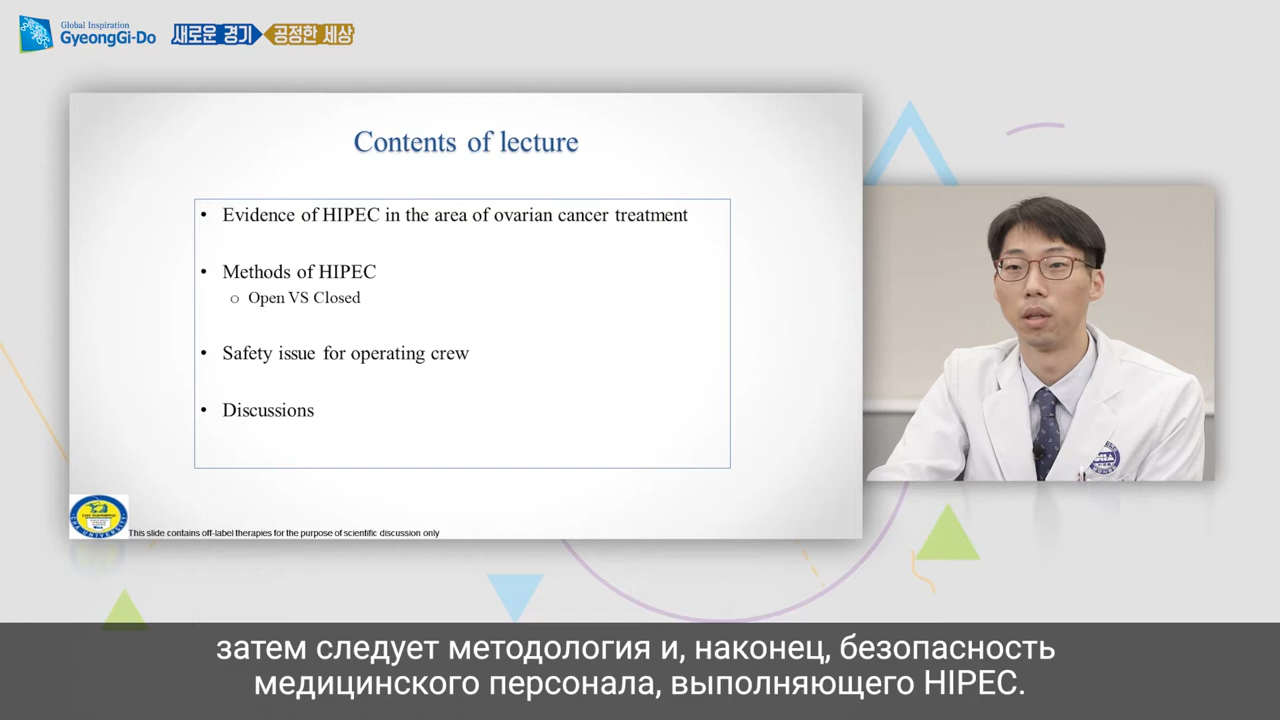 Global Inspiration
GyeongGi-Do
새로운 경기
공정한 세상
Contents of lecture
• Evidence of HIPEC in the area of ovarian cancer treatment
• Methods of HIPEC
o Open VS Closed
• Safety issue for operating crew
• Discussions
This slide contains off-label therapies for the purpose of scientific discussion only
затем следует методология и, наконец, безопасность
медицинского персонала, выполняющего HIPEC.